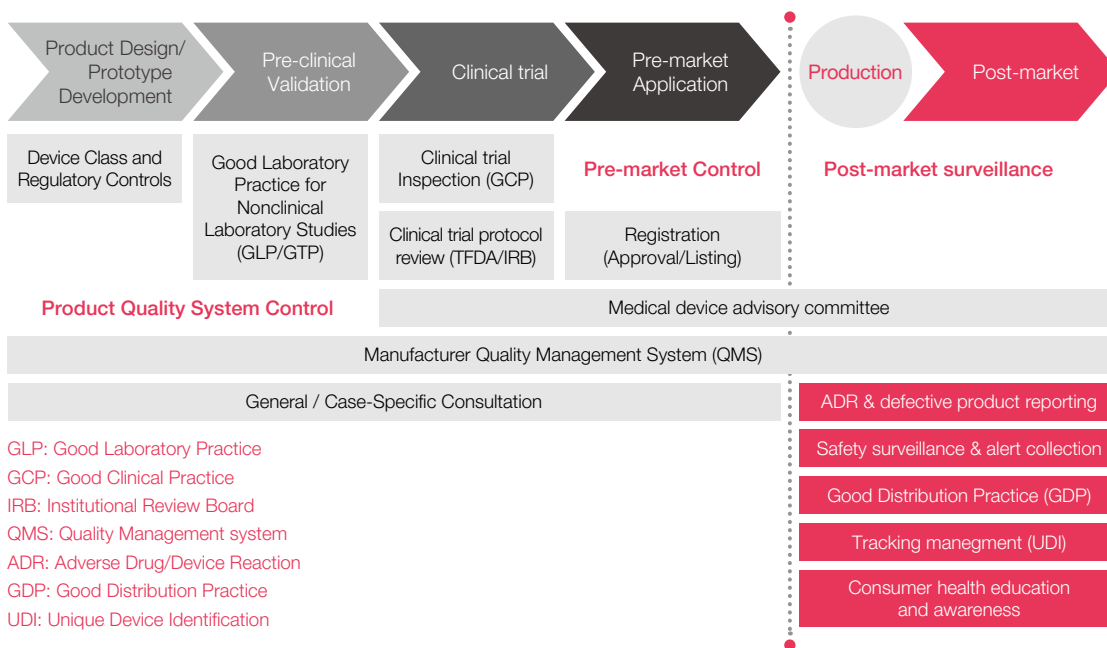 Product Design/
Prototype
Development
Pre-clinical
Validation
Clinical trial
Pre-market
Application
Production
Post-market
Device Class and
Regulatory Controls
Good Laboratory
Practice for
Nonclinical
Laboratory Studies
(GLP/GTP)
Clinical trial
Inspection (GCP)
Clinical trial protocol
review (TFDA/IRB)
Pre-market Control
Registration
(Approval/Listing)
Post-market surveillance
Product Quality System Control
Medical device advisory committee
Manufacturer Quality Management System (QMS)
General / Case-Specific Consultation
ADR & defective product reporting
Safety surveillance & alert collection
Good Distribution Practice (GDP)
Tracking manegment (UDI)
Consumer health education
and awareness
GLP: Good Laboratory Practice
GCP: Good Clinical Practice
IRB: Institutional Review Board
QMS: Quality Management system
ADR: Adverse Drug/Device Reaction
GDP: Good Distribution Practice
UDI: Unique Device Identification